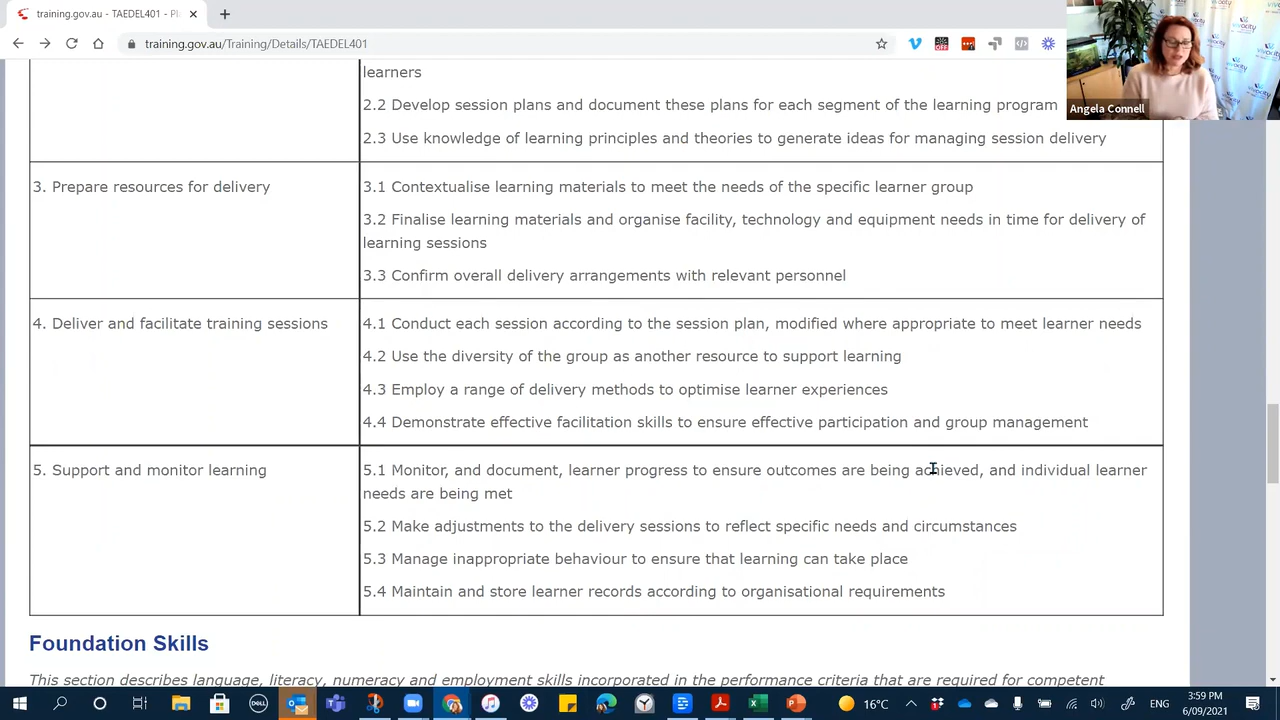 training.gov.au - TAEDEL401 - Pl
training.gov.au/Training/Details/TAEDEL401
OFF
Angela Connell
vivacity
learners
2.2 Develop session plans and document these plans for each segment of the learning program
2.3 Use knowledge of learning principles and theories to generate ideas for managing session delivery
3. Prepare resources for delivery
3.1 Contextualise learning materials to meet the needs of the specific learner group
3.2 Finalise learning materials and organise facility, technology and equipment needs in time for delivery of
learning sessions
3.3 Confirm overall delivery arrangements with relevant personnel
4. Deliver and facilitate training sessions
4.1 Conduct each session according to the session plan, modified where appropriate to meet learner needs
4.2 Use the diversity of the group as another resource to support learning
4.3 Employ a range of delivery methods to optimise learner experiences
4.4 Demonstrate effective facilitation skills to ensure effective participation and group management
5. Support and monitor learning
5.1 Monitor, and document, learner progress to ensure outcomes are being achieved, and individual learner
needs are being met
5.2 Make adjustments to the delivery sessions to reflect specific needs and circumstances
5.3 Manage inappropriate behaviour to ensure that learning can take place
5.4 Maintain and store learner records according to organisational requirements
Foundation Skills
This section describes language, literacy, numeracy and employment skills incorporated in the performance criteria that are required for competent
DELL
16°C
ENG
3:59 PM
6/09/2021